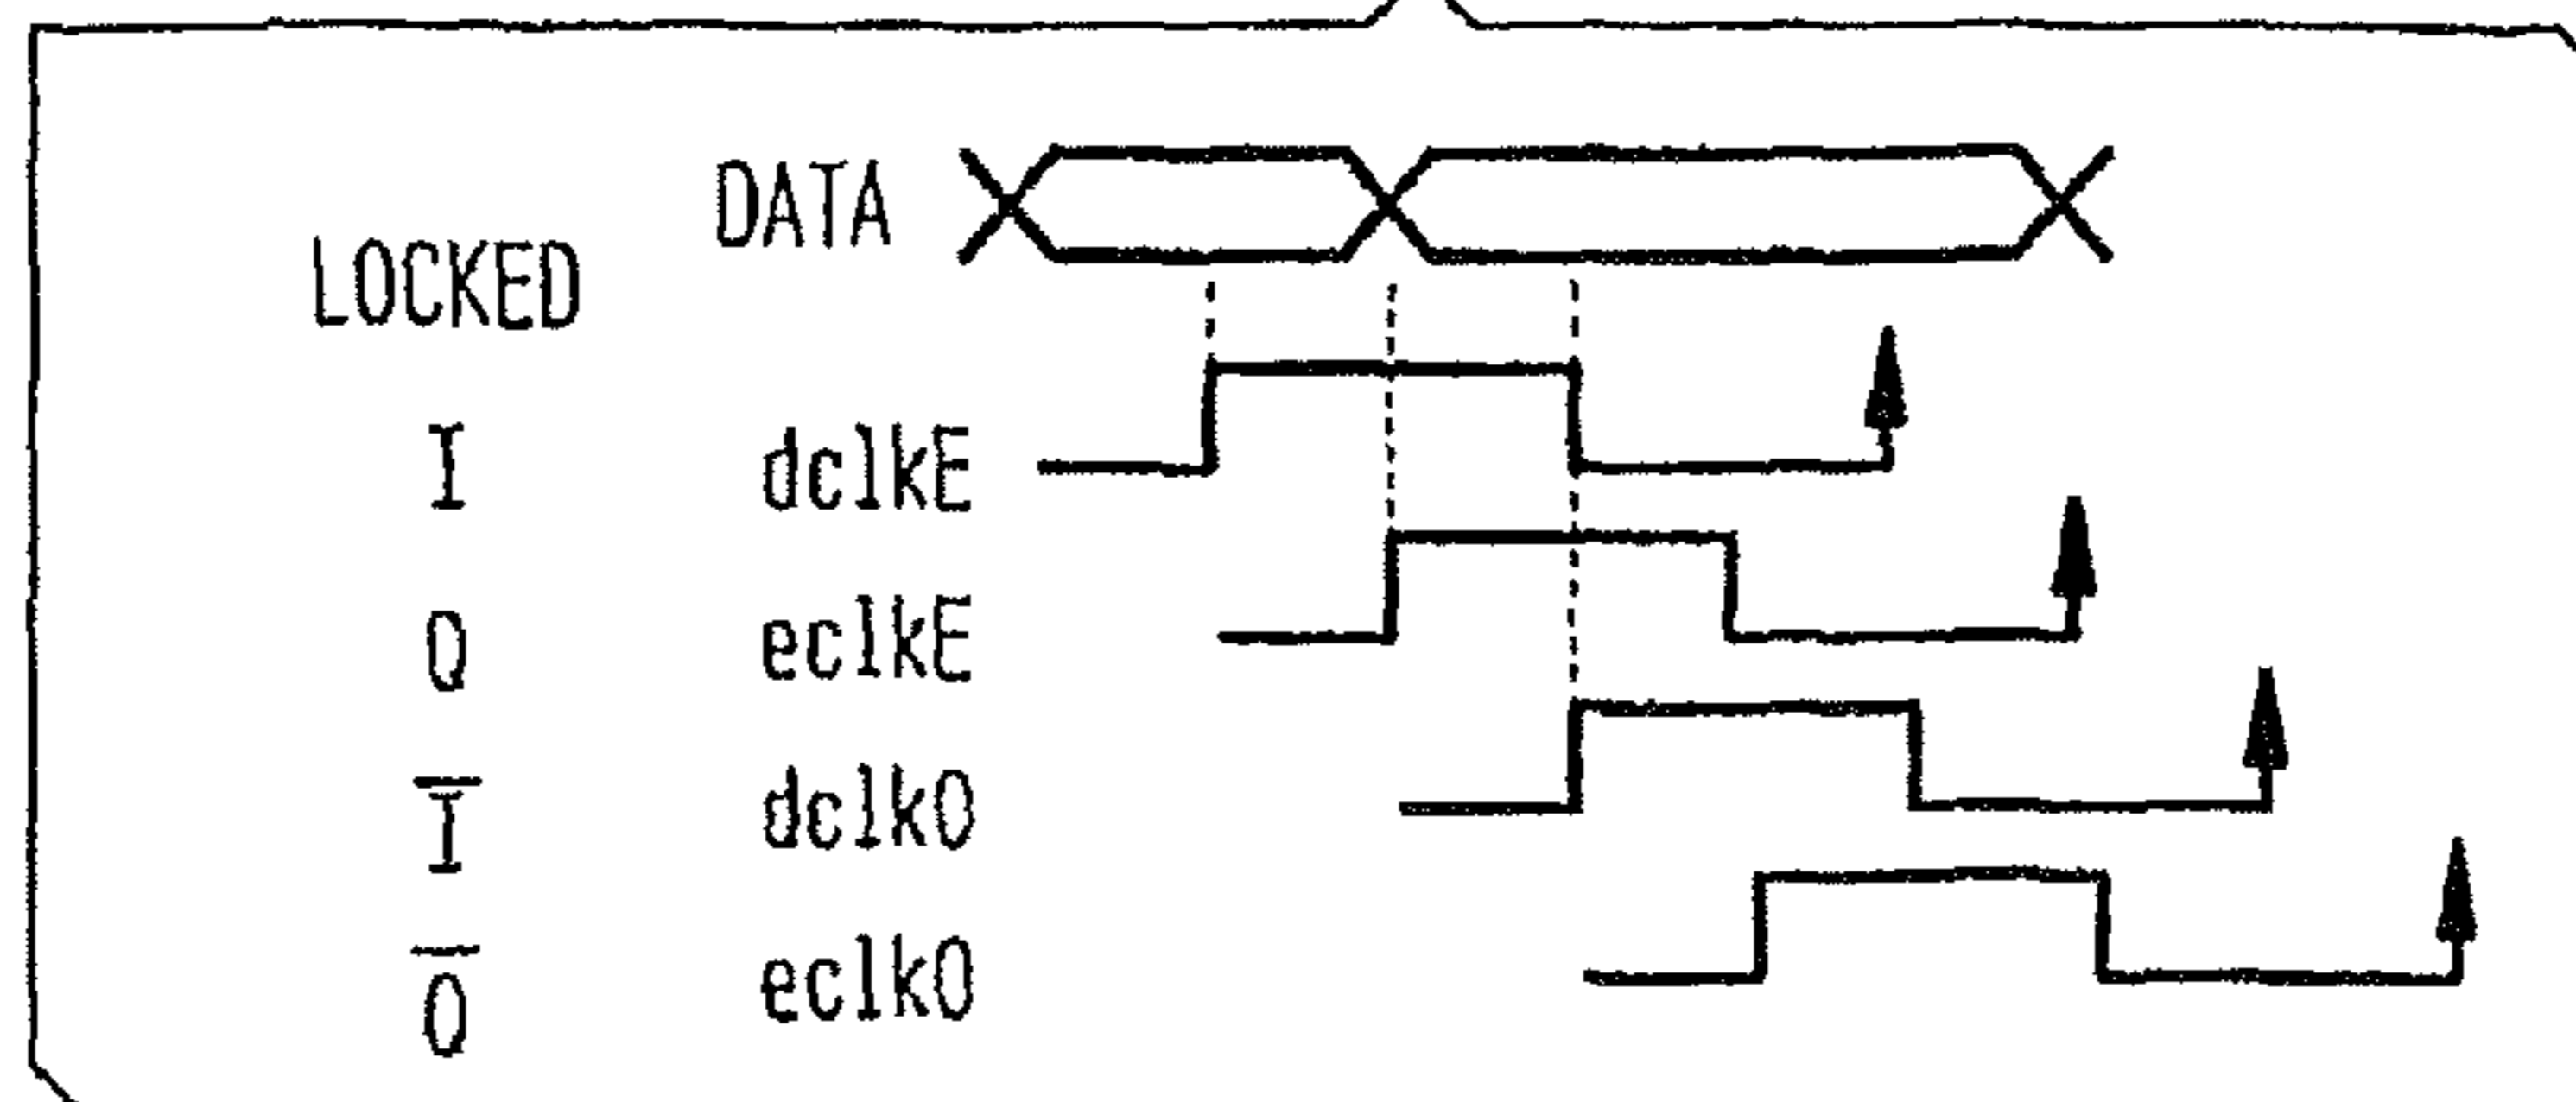 DATA
LOCKED
I dclkE
Q eclkE
I̅ dclkO
O̅ eclkO